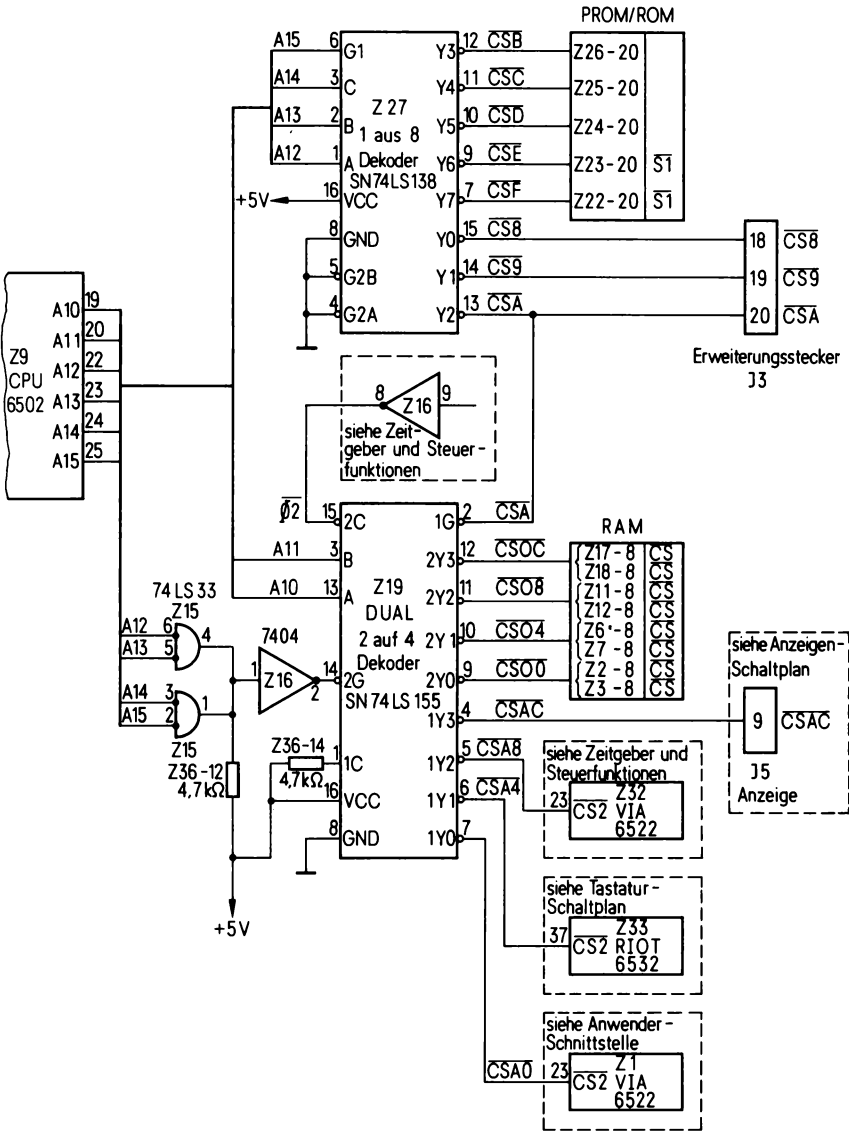 PROM/ROM
A15 6 G1 Y3 12 CSB Z26-20
A14 3 C Y4 11 CSC Z25-20
A13 2 B Z 27 Y5 10 CSD Z24-20
1 aus 8
A12 1 A Dekoder Y6 9 CSE Z23-20 S1
SN74LS138
+5V 16 VCC Y7 7 CSF Z22-20 S1
8 GND Y0 15 CS8 18 CS8
5 G2B Y1 14 CS9 19 CS9
4 G2A Y2 13 CSA 20 CSA
Erweiterungsstecker
J3
Z9
CPU
6502
A10 19
A11 20
A12 22
A13 23
A14 24
A15 25
8 Z16 9
siehe Zeit-
geber und Steuer-
funktionen
Ø2 15 2C 1G 2 CSA
RAM
A11 3 B 2Y3 12 CS0C
A10 13 A 2Y2 11 CS08
2Y1 10 CS04
14 2G 2Y0 9 CS00
Z19
DUAL
2 auf 4
Dekoder
SN74LS155
Z17-8 CS
Z18-8 CS
Z11-8 CS
Z12-8 CS
Z6-8 CS
Z7-8 CS
Z2-8 CS
Z3-8 CS
74LS33
Z15
A12 6 4
A13 5
7404
1 Z16 2
A14 3 1
A15 2
Z15
Z36-12
4,7kΩ
Z36-14
4,7kΩ
+5V
1 1C
16 VCC
8 GND
1Y3 4 CSAC
1Y2 5 CSA8
1Y1 6 CSA4
1Y0 7
siehe Anzeigen-
Schaltplan
9 CSAC
J5
Anzeige
siehe Zeitgeber und
Steuerfunktionen
23 CS2 Z32
VIA
6522
siehe Tastatur-
Schaltplan
37 CS2 Z33
RIOT
6532
siehe Anwender-
Schnittstelle
CSA0 23 CS2 Z1
VIA
6522